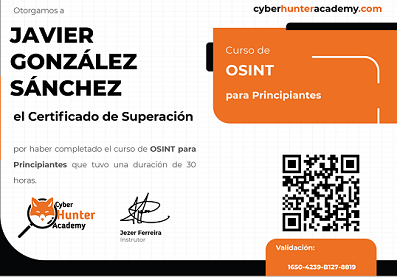 Otorgamos a
JAVIER
GONZÁLEZ
SÁNCHEZ
el Certificado de Superación
por haber completado el curso de OSINT para
Principiantes que tuvo una duración de 30
horas.
Cyber
Hunter
Academy
Jezer Ferreira
Instrutor
cyberhunteracademy.com
Curso de
OSINT
para Principiantes
Validación:
1650-4239-B127-8819